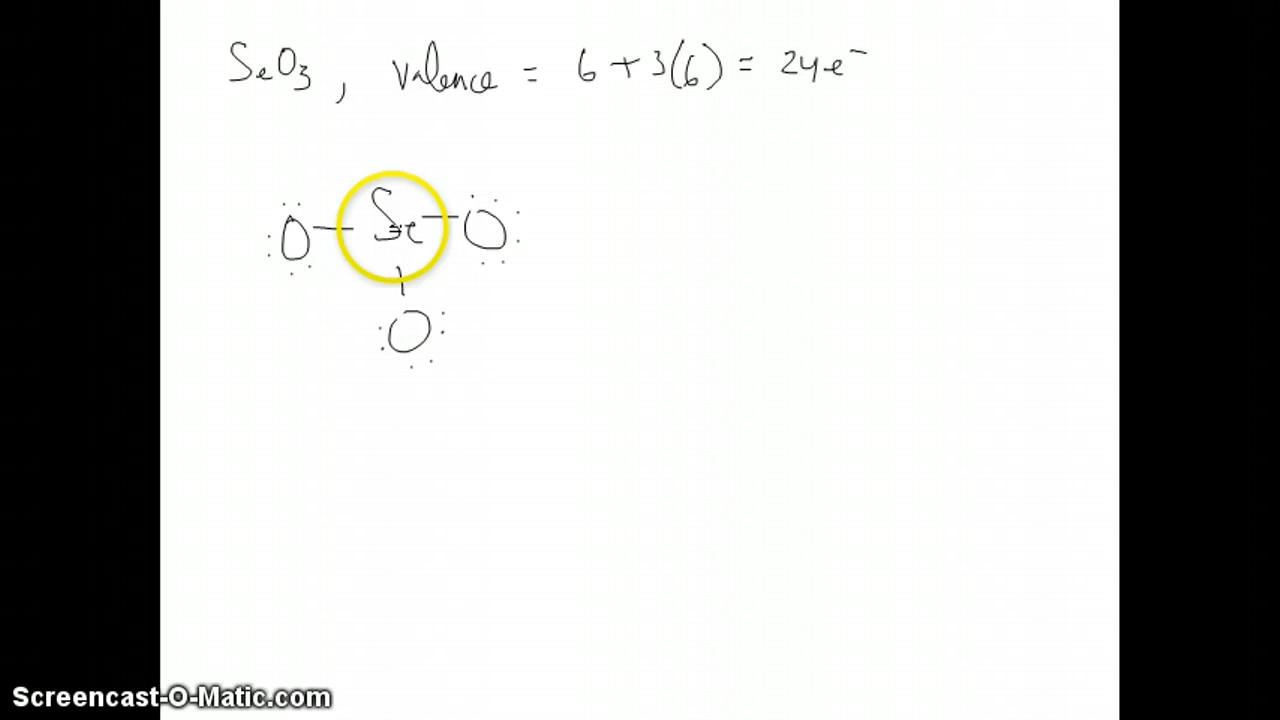 SeO3, valence = 6 + 3(6) = 24e⁻
O — Se — O
O
Screencast-O-Matic.com